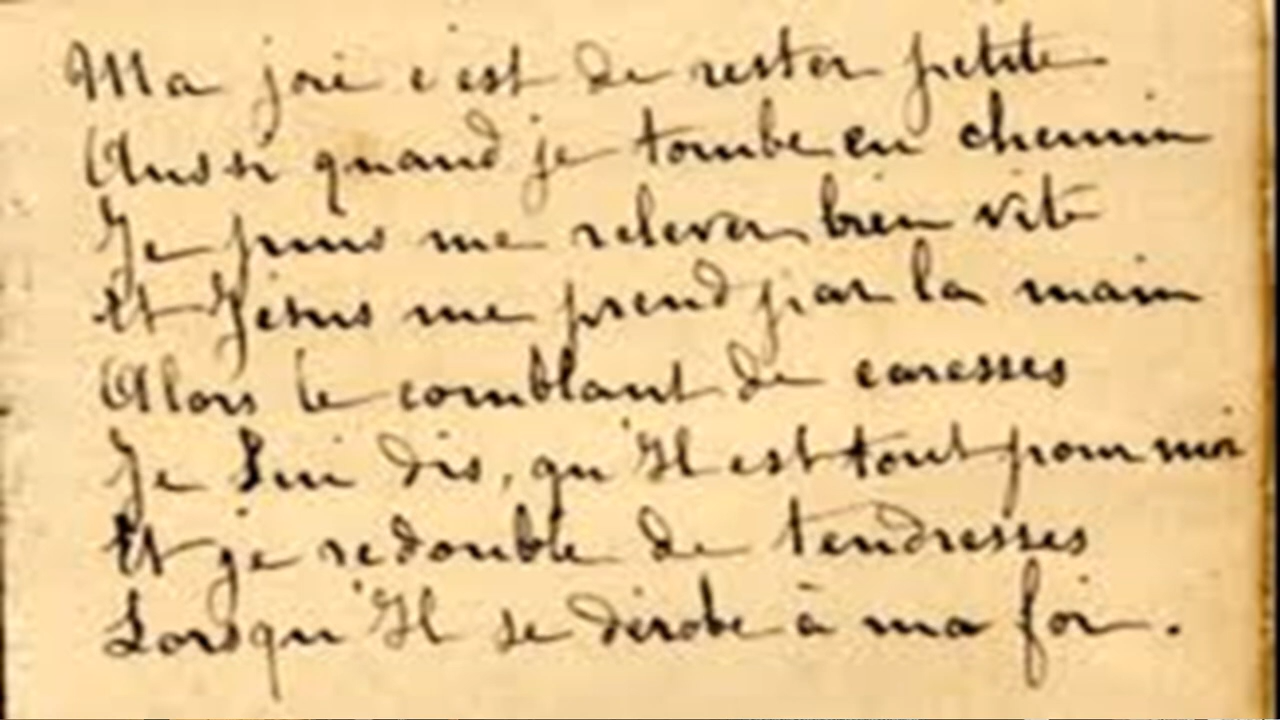 Ma joie c'est de rester petite
Aussi quand je tombe en chemin
Je puis me relever bien vite
Et Jésus me prend par la main
Alors le comblant de caresses
Je Lui dis, qu'Il est tout pour moi
Et je redouble de tendresses
Lorsqu'Il se dérobe à ma foi.